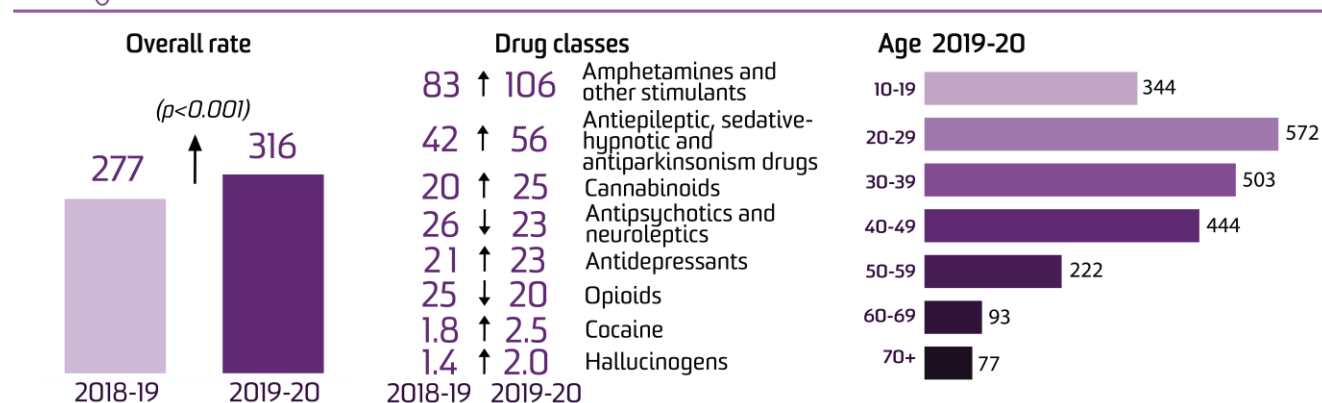 Overall rate
(p<0.001)
277
316
2018-19
2019-20
Drug classes
83 ↑ 106 Amphetamines and
other stimulants
42 ↑ 56 Antiepileptic, sedative-
hypnotic and
antiparkinsonism drugs
20 ↑ 25 Cannabinoids
26 ↓ 23 Antipsychotics and
neuroleptics
21 ↑ 23 Antidepressants
25 ↓ 20 Opioids
1.8 ↑ 2.5 Cocaine
1.4 ↑ 2.0 Hallucinogens
2018-19 2019-20
Age 2019-20
10-19 344
20-29 572
30-39 503
40-49 444
50-59 222
60-69 93
70+ 77